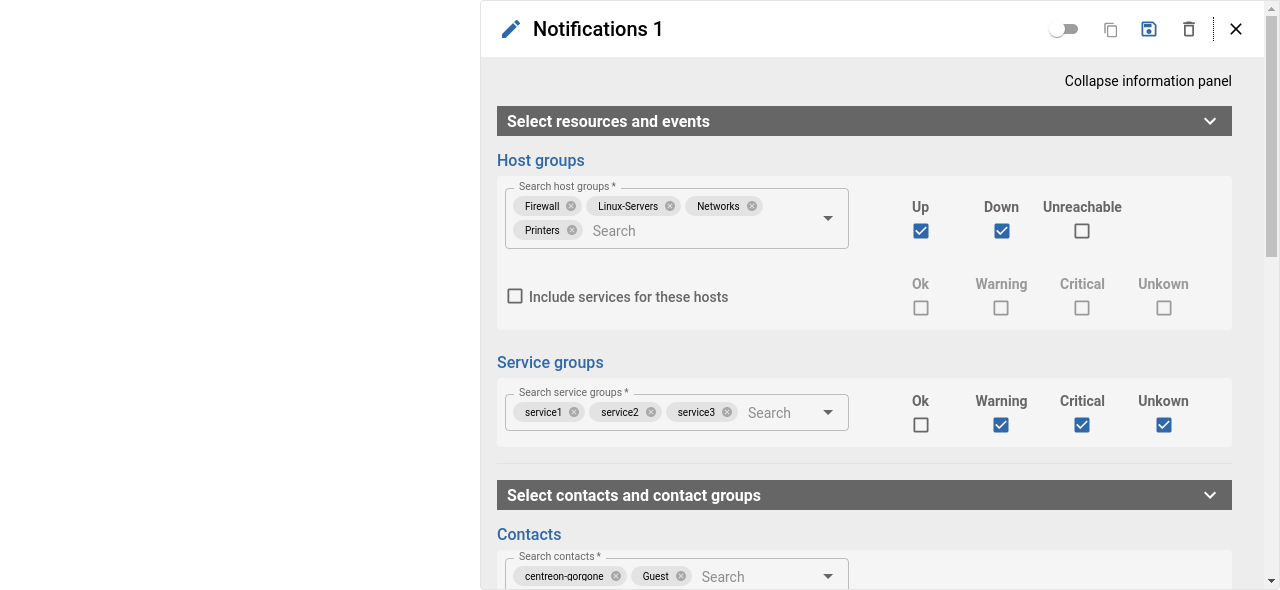 Notifications 1
Collapse information panel
Select resources and events
Host groups
Search host groups *
Firewall Linux-Servers Networks
Printers Search
Up Down Unreachable
Include services for these hosts
Ok Warning Critical Unkown
Service groups
Search service groups *
service1 service2 service3 Search
Ok Warning Critical Unkown
Select contacts and contact groups
Contacts
Search contacts *
centreon-gorgone Guest Search